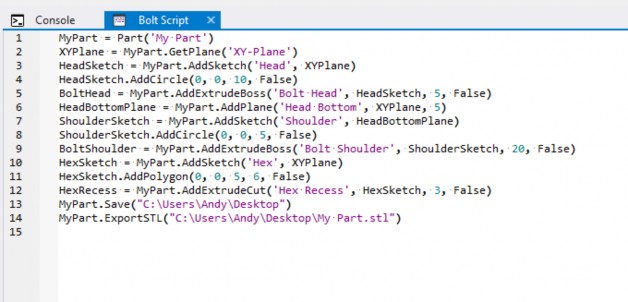 Console
Bolt Script
1 MyPart = Part('My Part')
2 XYPlane = MyPart.GetPlane('XY-Plane')
3 HeadSketch = MyPart.AddSketch('Head', XYPlane)
4 HeadSketch.AddCircle(0, 0, 10, False)
5 BoltHead = MyPart.AddExtrudeBoss('Bolt Head', HeadSketch, 5, False)
6 HeadBottomPlane = MyPart.AddPlane('Head Bottom', XYPlane, 5)
7 ShoulderSketch = MyPart.AddSketch('Shoulder', HeadBottomPlane)
8 ShoulderSketch.AddCircle(0, 0, 5, False)
9 BoltShoulder = MyPart.AddExtrudeBoss('Bolt Shoulder', ShoulderSketch, 20, False)
10 HexSketch = MyPart.AddSketch('Hex', XYPlane)
11 HexSketch.AddPolygon(0, 0, 5, 6, False)
12 HexRecess = MyPart.AddExtrudeCut('Hex Recess', HexSketch, 3, False)
13 MyPart.Save("C:\Users\Andy\Desktop")
14 MyPart.ExportSTL("C:\Users\Andy\Desktop\My Part.stl")
15